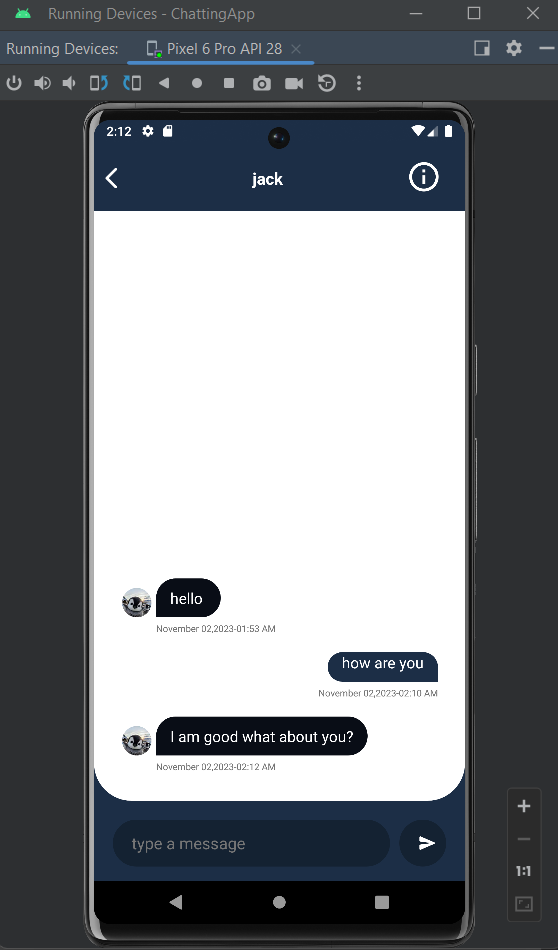 Running Devices - ChattingApp
Running Devices:
Pixel 6 Pro API 28
2:12
jack
hello
November 02,2023-01:53 AM
how are you
November 02,2023-02:10 AM
I am good what about you?
November 02,2023-02:12 AM
type a message
1:1